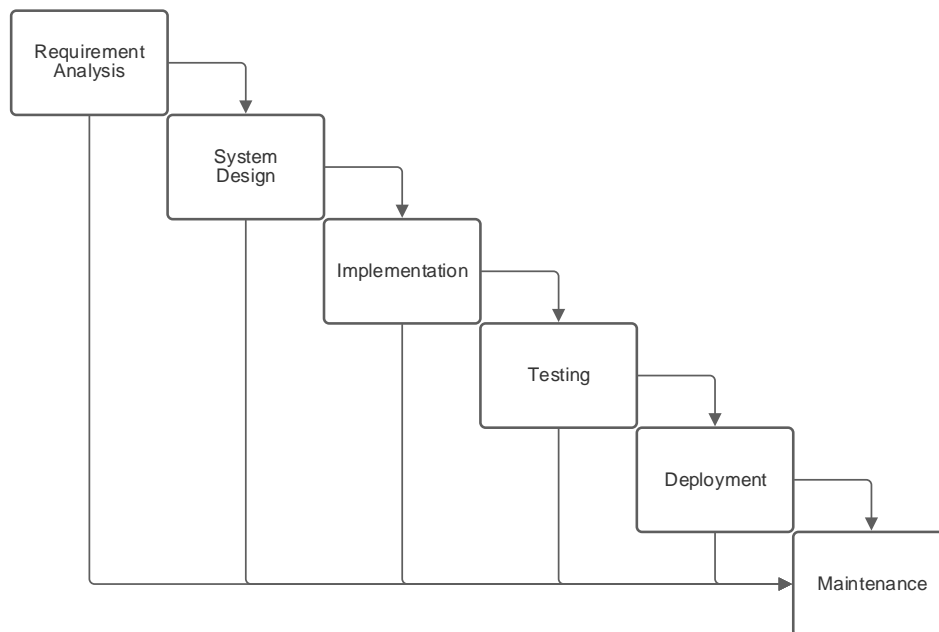 Requirement
Analysis
System
Design
Implementation
Testing
Deployment
Maintenance